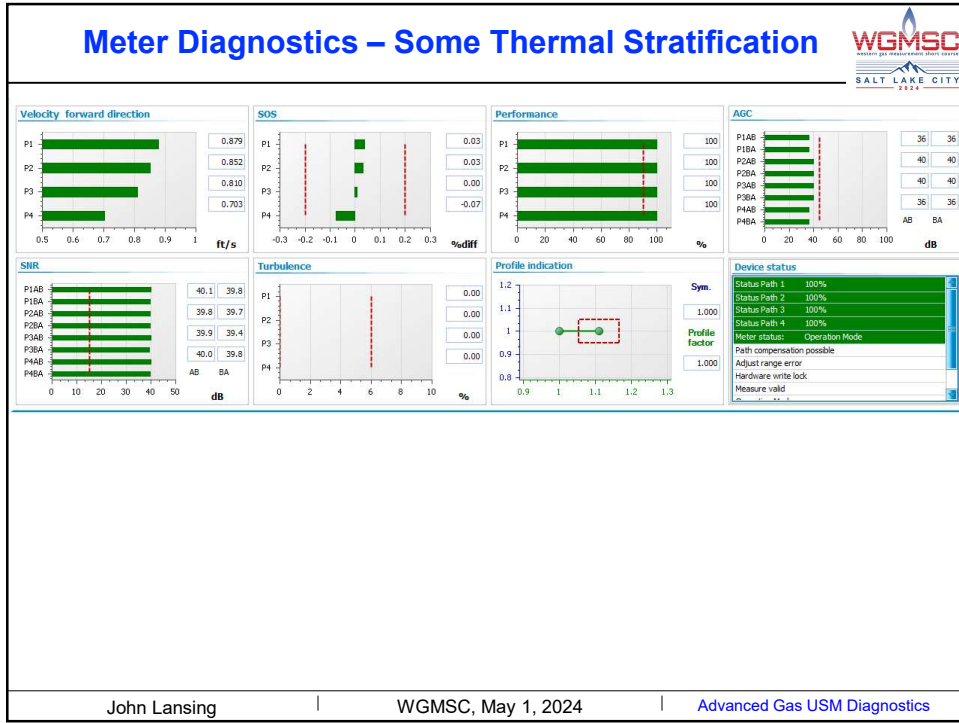 Meter Diagnostics – Some Thermal Stratification
WGMSC
western gas measurement short course
SALT LAKE CITY
2024
Velocity forward direction
P1
P2
P3
P4
0.879
0.852
0.810
0.703
0.5 0.6 0.7 0.8 0.9 1
ft/s
SOS
P1
P2
P3
P4
0.03
0.03
0.00
-0.07
-0.3 -0.2 -0.1 0 0.1 0.2 0.3
%diff
Performance
P1
P2
P3
P4
100
100
100
100
0 20 40 60 80 100
%
AGC
P1AB
P1BA
P2AB
P2BA
P3AB
P3BA
P4AB
P4BA
36 36
40 40
40 40
36 36
AB BA
0 20 40 60 80 100
dB
SNR
P1AB
P1BA
P2AB
P2BA
P3AB
P3BA
P4AB
P4BA
40.1 39.8
39.8 39.7
39.9 39.4
40.0 39.8
AB BA
0 10 20 30 40 50
dB
Turbulence
P1
P2
P3
P4
0.00
0.00
0.00
0.00
0 2 4 6 8 10
%
Profile indication
1.2
1.1
1
0.9
0.8
0.9 1 1.1 1.2 1.3
Sym.
1.000
Profile
factor
1.000
Device status
Status Path 1 100%
Status Path 2 100%
Status Path 3 100%
Status Path 4 100%
Meter status: Operation Mode
Path compensation possible
Adjust range error
Hardware write lock
Measure valid
John Lansing
WGMSC, May 1, 2024
Advanced Gas USM Diagnostics